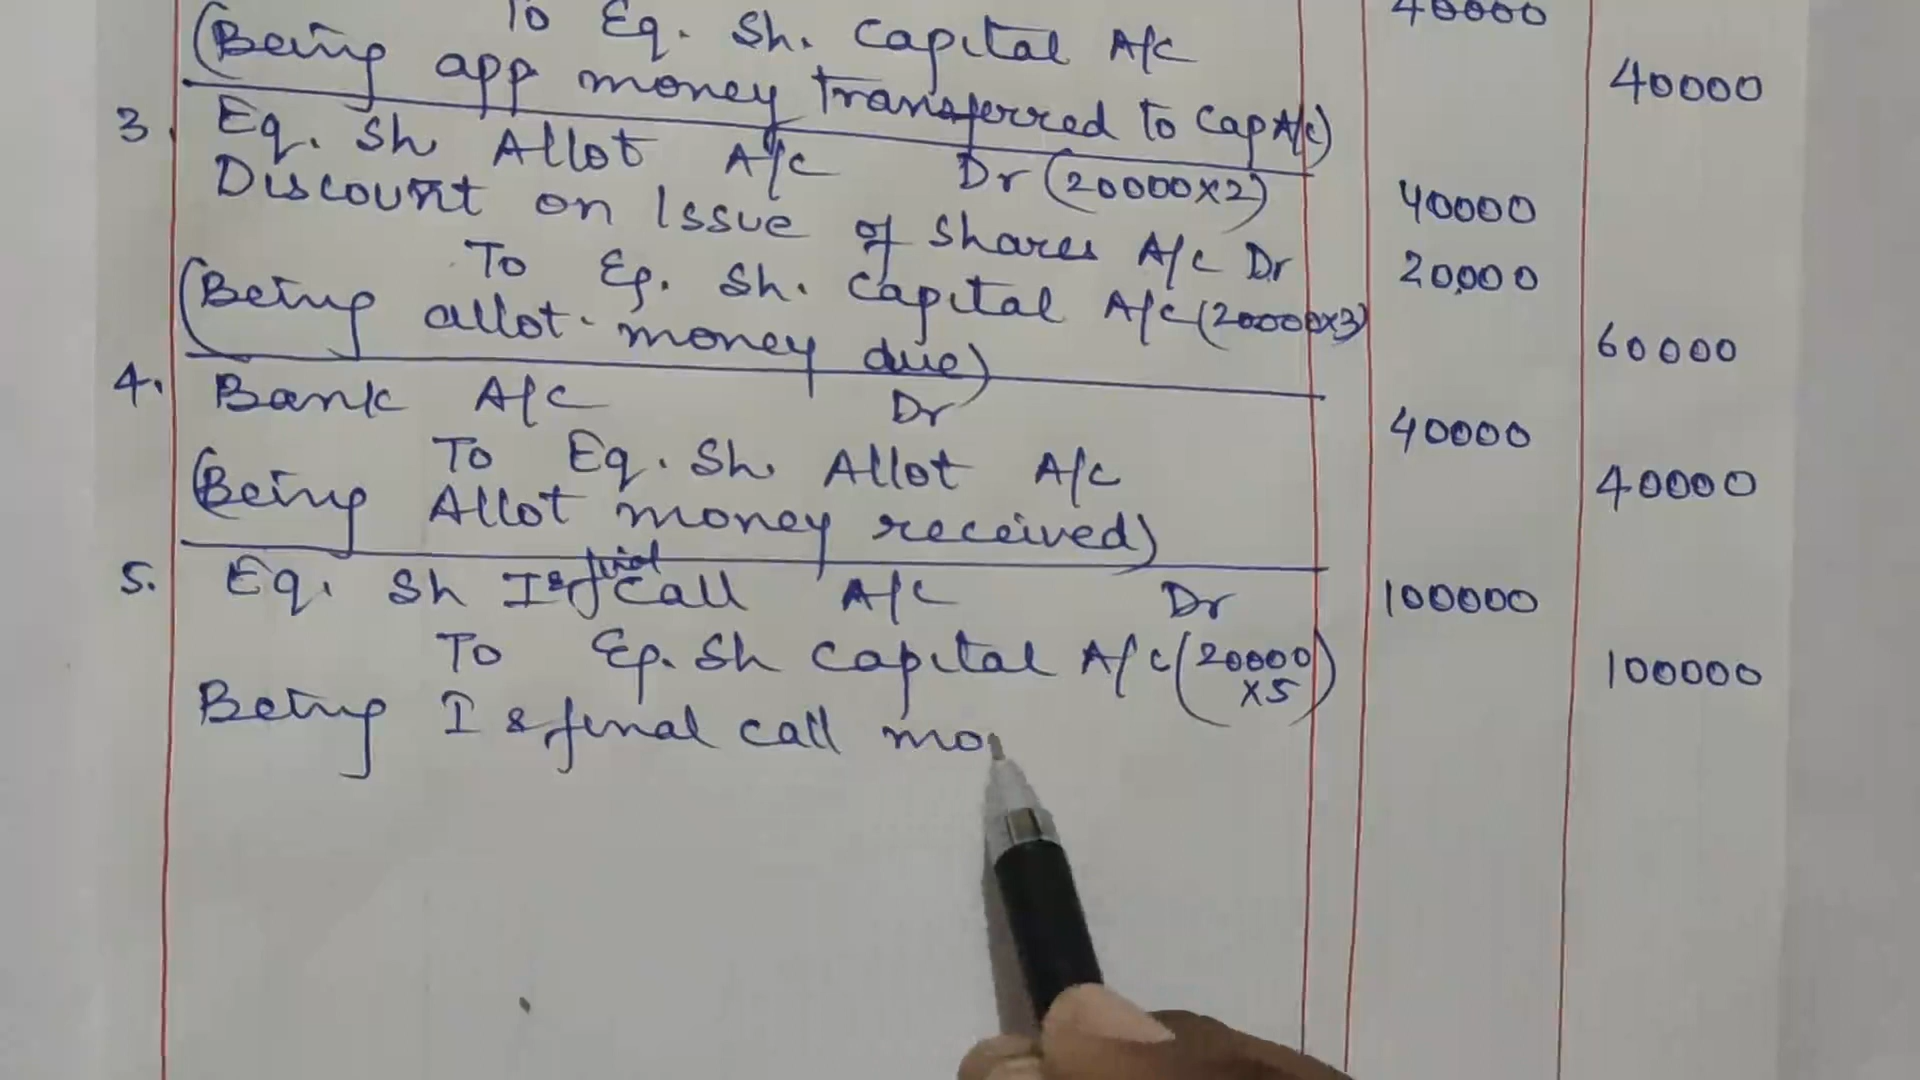 To Eq. Sh. Capital A/c 40000
(Being app money transferred to Cap A/c) 40000
3. Eq. Sh Allot A/c Dr (20000x2) 40000
Discount on Issue of Shares A/c Dr 20,000
To Eq. Sh. Capital A/c (20000x3) 60000
(Being allot. money due)
4. Bank A/c Dr 40000
To Eq. Sh. Allot A/c 40000
(Being Allot money received)
5. Eq. Sh I & final Call A/c Dr 100000
To Eq. Sh Capital A/c (20000 x5) 100000
Being I & final call mo